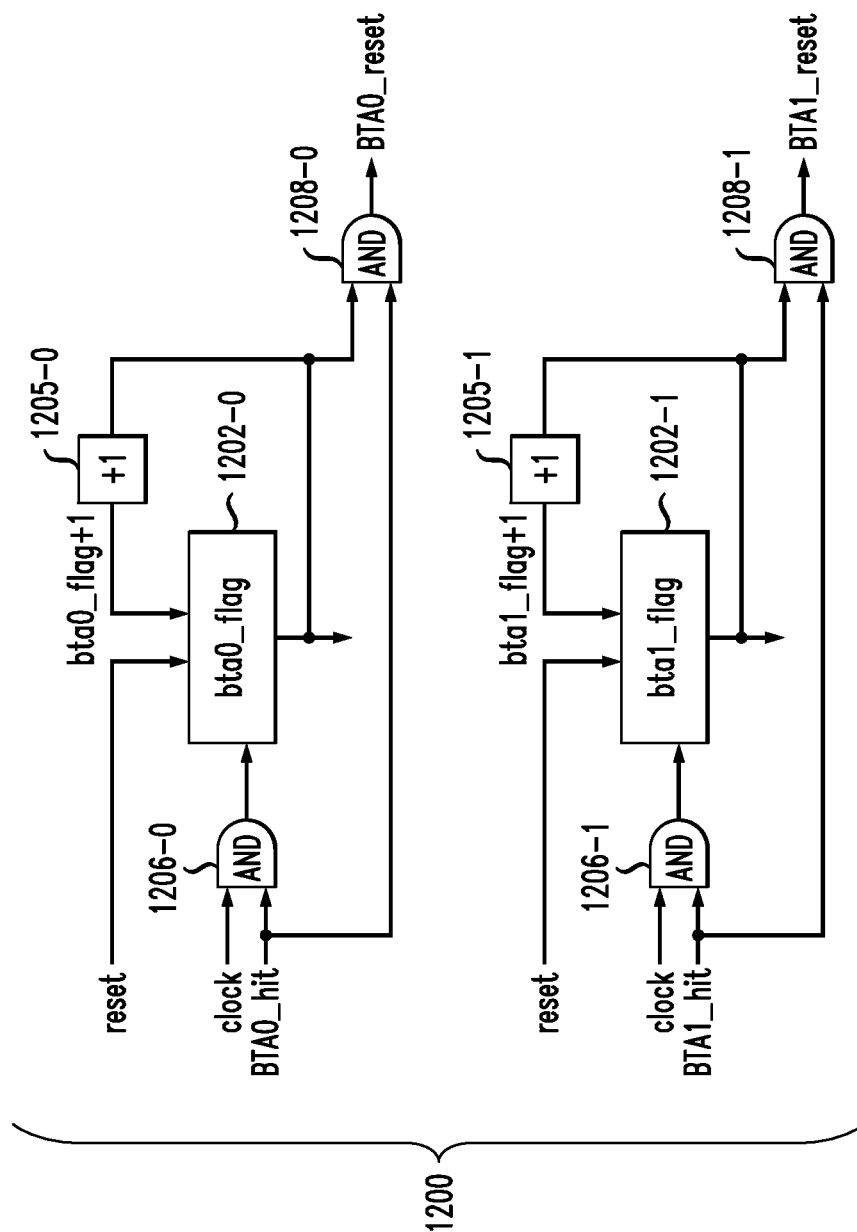 1200
reset
clock
BTA0_hit
1206-0
AND
bta0_flag+1
bta0_flag
1202-0
+1
1205-0
1208-0
AND
BTA0_reset
reset
clock
BTA1_hit
1206-1
AND
bta1_flag+1
bta1_flag
1202-1
+1
1205-1
1208-1
AND
BTA1_reset